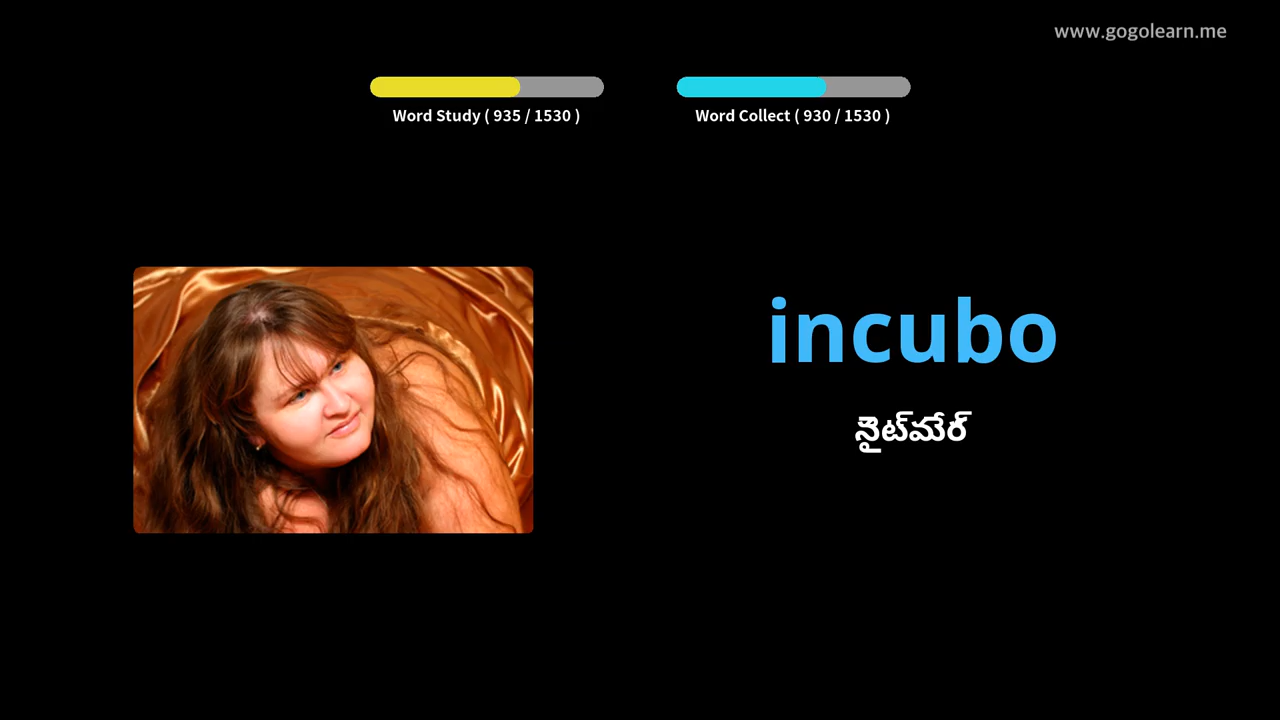 www.gogolearn.me
Word Study ( 935 / 1530 )
Word Collect ( 930 / 1530 )
incubo
నైట్‌మేర్